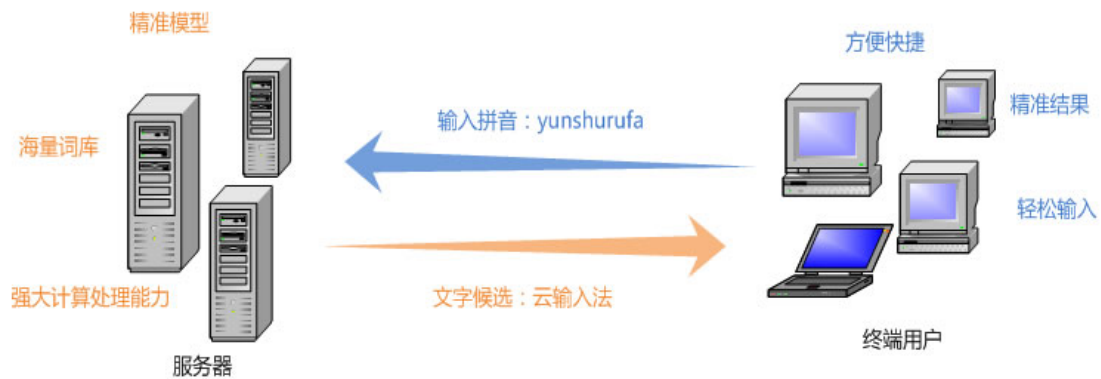 精准模型
海量词库
强大计算处理能力
服务器
输入拼音：yunshurufa
文字候选：云输入法
方便快捷
精准结果
轻松输入
终端用户